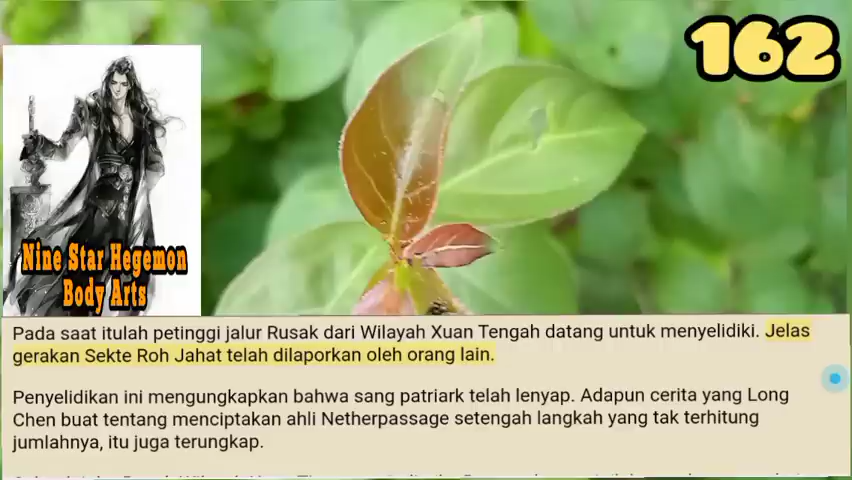 162
Nine Star Hegemon
Body Arts
Pada saat itulah petinggi jalur Rusak dari Wilayah Xuan Tengah datang untuk menyelidiki. Jelas
gerakan Sekte Roh Jahat telah dilaporkan oleh orang lain.
Penyelidikan ini mengungkapkan bahwa sang patriark telah lenyap. Adapun cerita yang Long
Chen buat tentang menciptakan ahli Netherpassage setengah langkah yang tak terhitung
jumlahnya, itu juga terungkap.